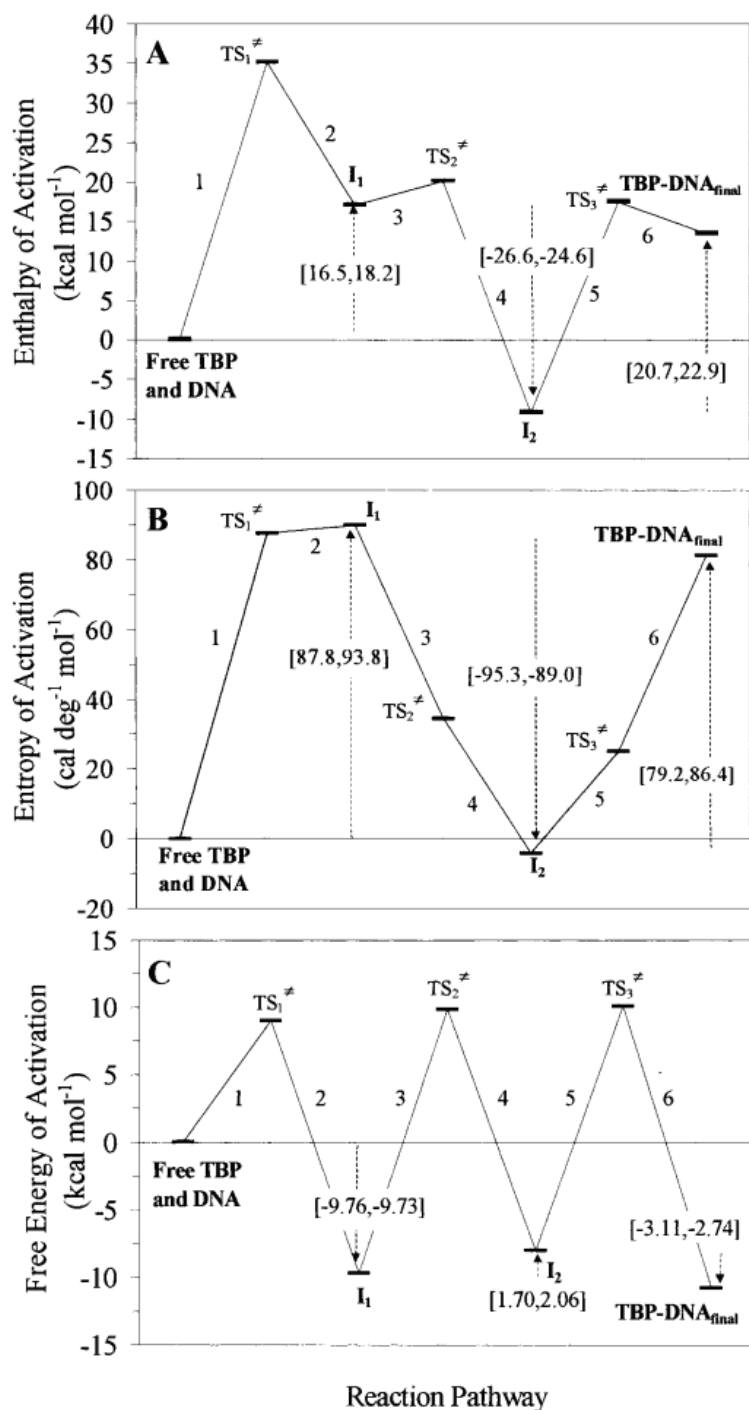 A
Enthalpy of Activation
(kcal mol-1)
40
35
30
25
20
15
10
5
0
-5
-10
-15
TS1≠
1
2
I1
3
TS2≠
[16.5,18.2]
Free TBP
and DNA
[-26.6,-24.6]
4
5
I2
TS3≠
TBP-DNAfinal
6
[20.7,22.9]
B
Entropy of Activation
(cal deg-1 mol-1)
100
80
60
40
20
0
-20
TS1≠
1
2
I1
3
[87.8,93.8]
TS2≠
4
Free TBP
and DNA
[-95.3,-89.0]
I2
5
TS3≠
6
TBP-DNAfinal
[79.2,86.4]
C
Free Energy of Activation
(kcal mol-1)
15
10
5
0
-5
-10
-15
TS1≠
TS2≠
TS3≠
1
2
3
4
5
6
Free TBP
and DNA
[-9.76,-9.73]
I1
I2
[1.70,2.06]
[-3.11,-2.74]
TBP-DNAfinal
Reaction Pathway